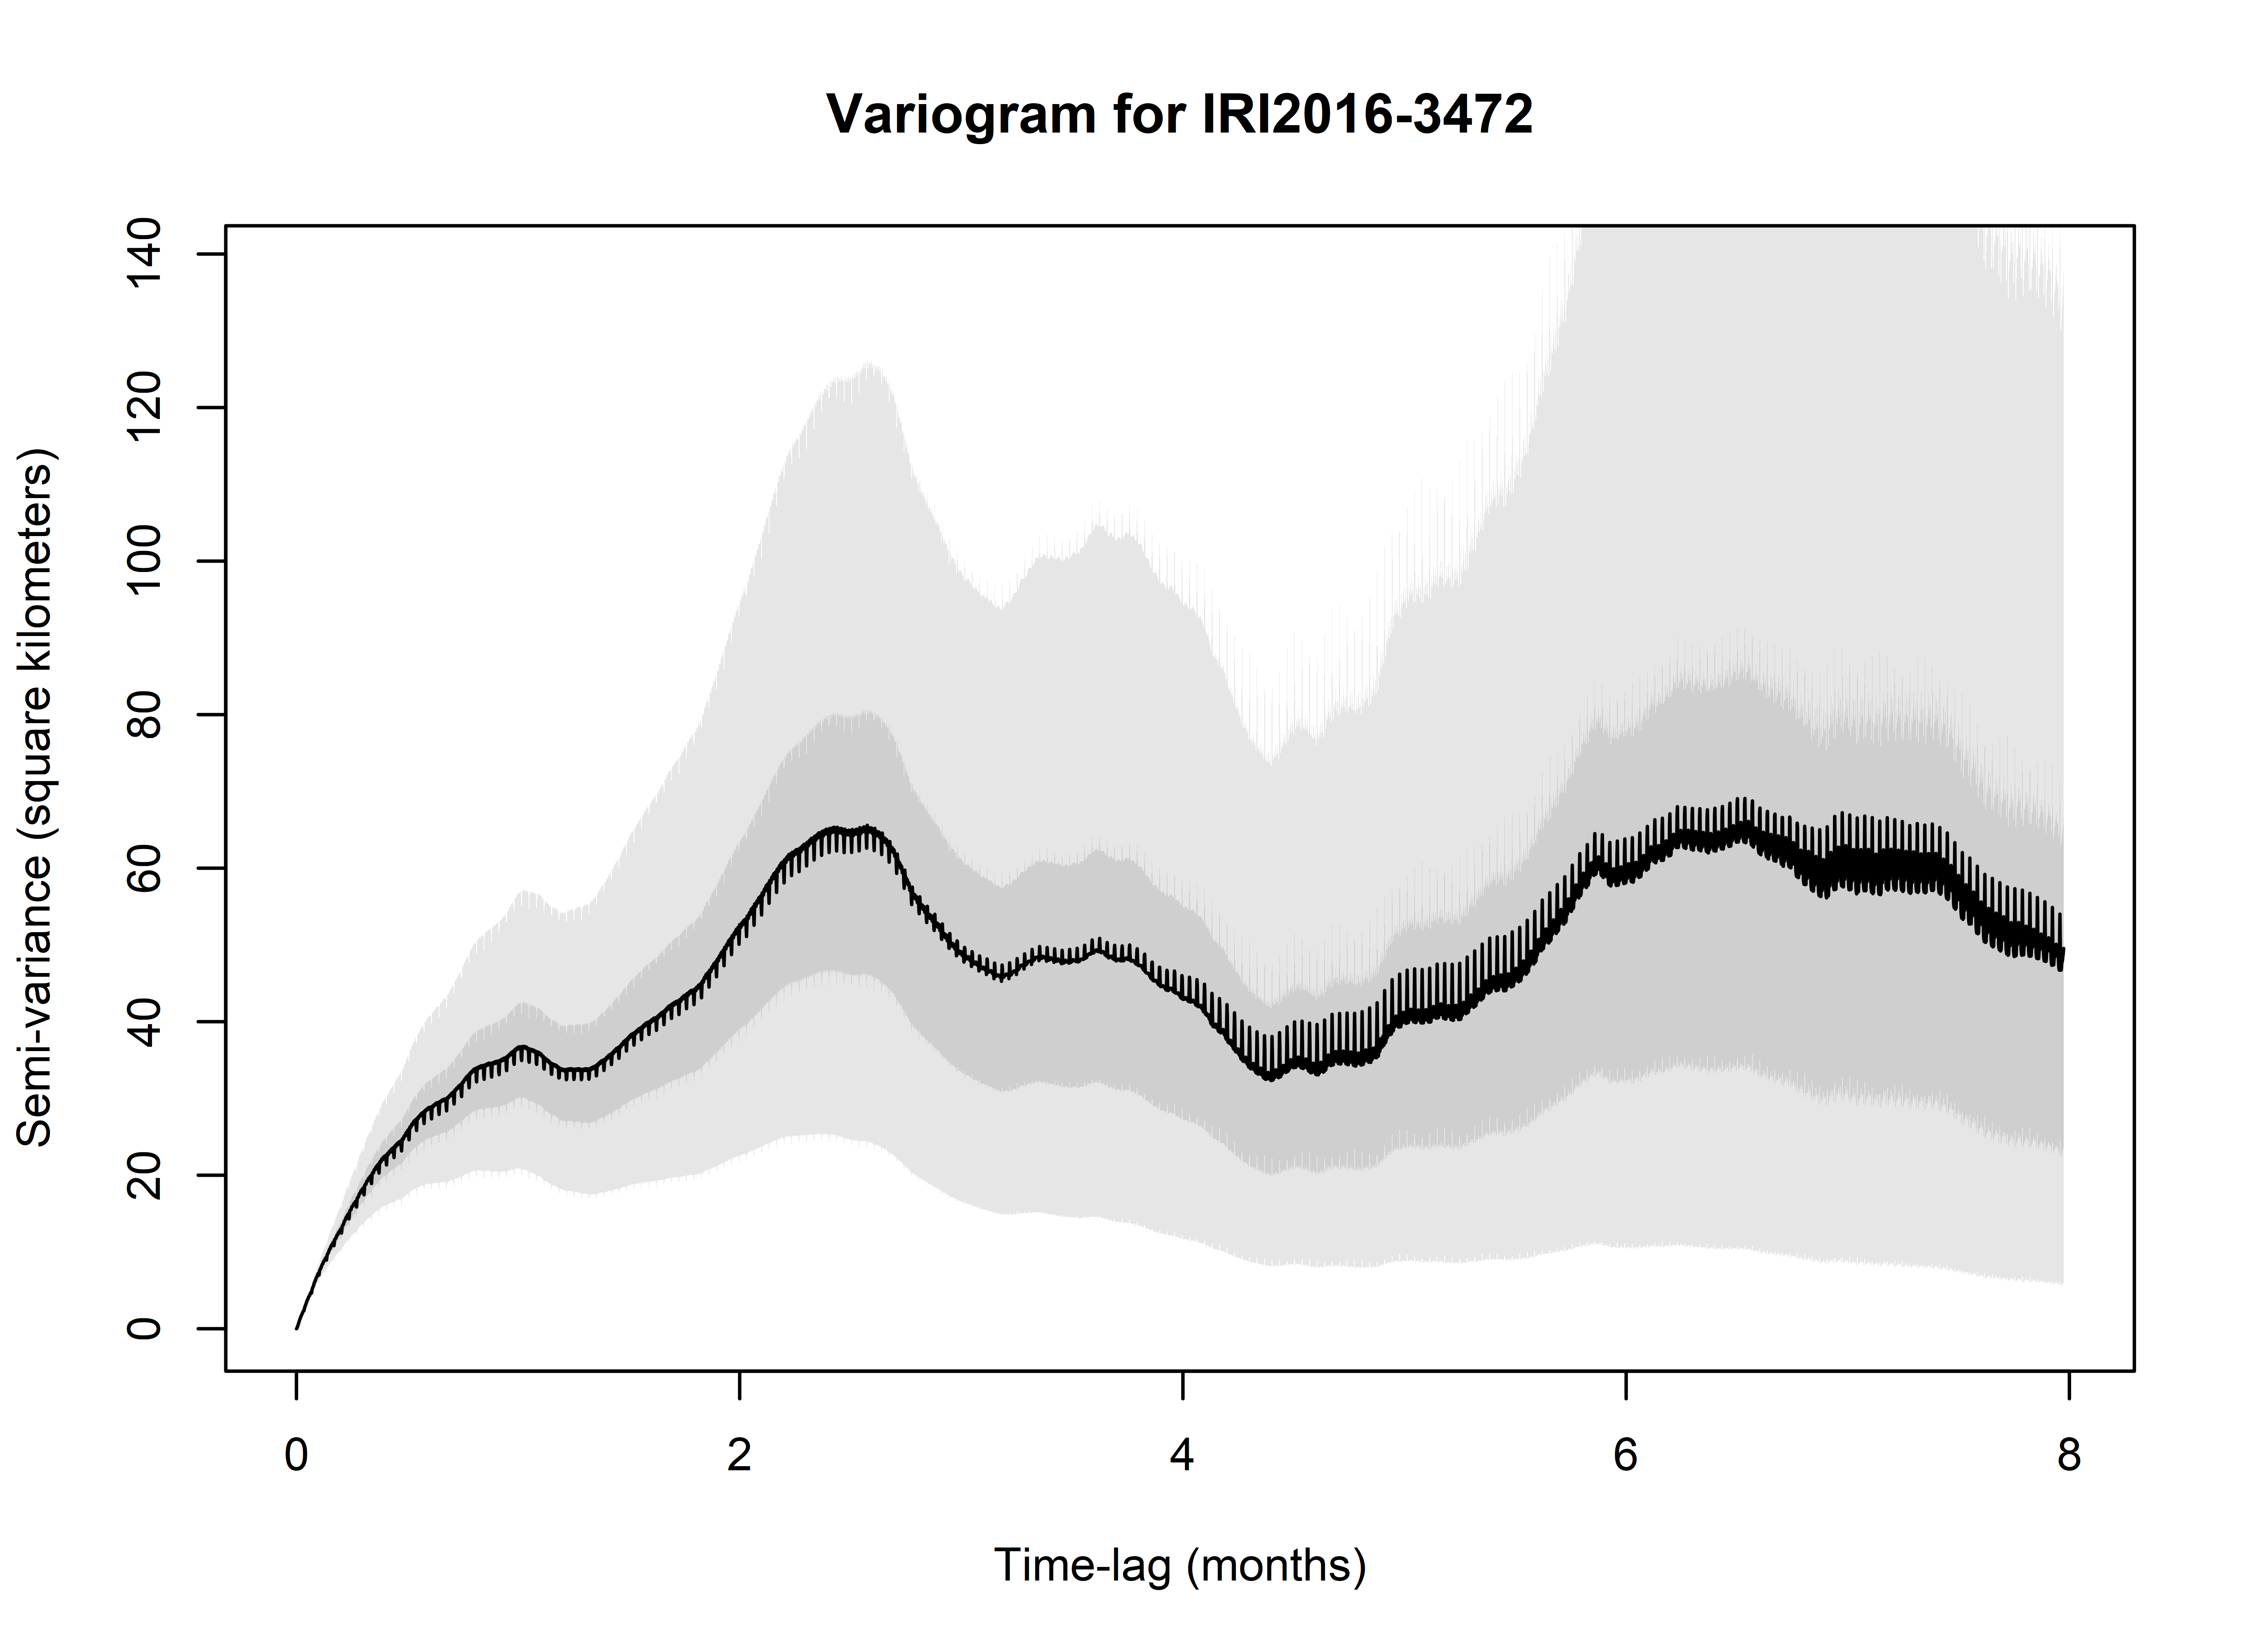 Variogram for IRI2016-3472
Semi-variance (square kilometers)
140
120
100
80
60
40
20
0
0 2 4 6 8
Time-lag (months)